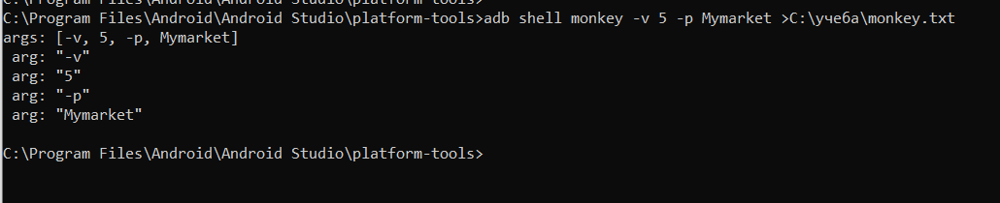 C:\Program Files\Android\Android Studio\platform-tools>
C:\Program Files\Android\Android Studio\platform-tools>adb shell monkey -v 5 -p Mymarket >C:\учеба\monkey.txt
args: [-v, 5, -p, Mymarket]
arg: "-v"
arg: "5"
arg: "-p"
arg: "Mymarket"
C:\Program Files\Android\Android Studio\platform-tools>